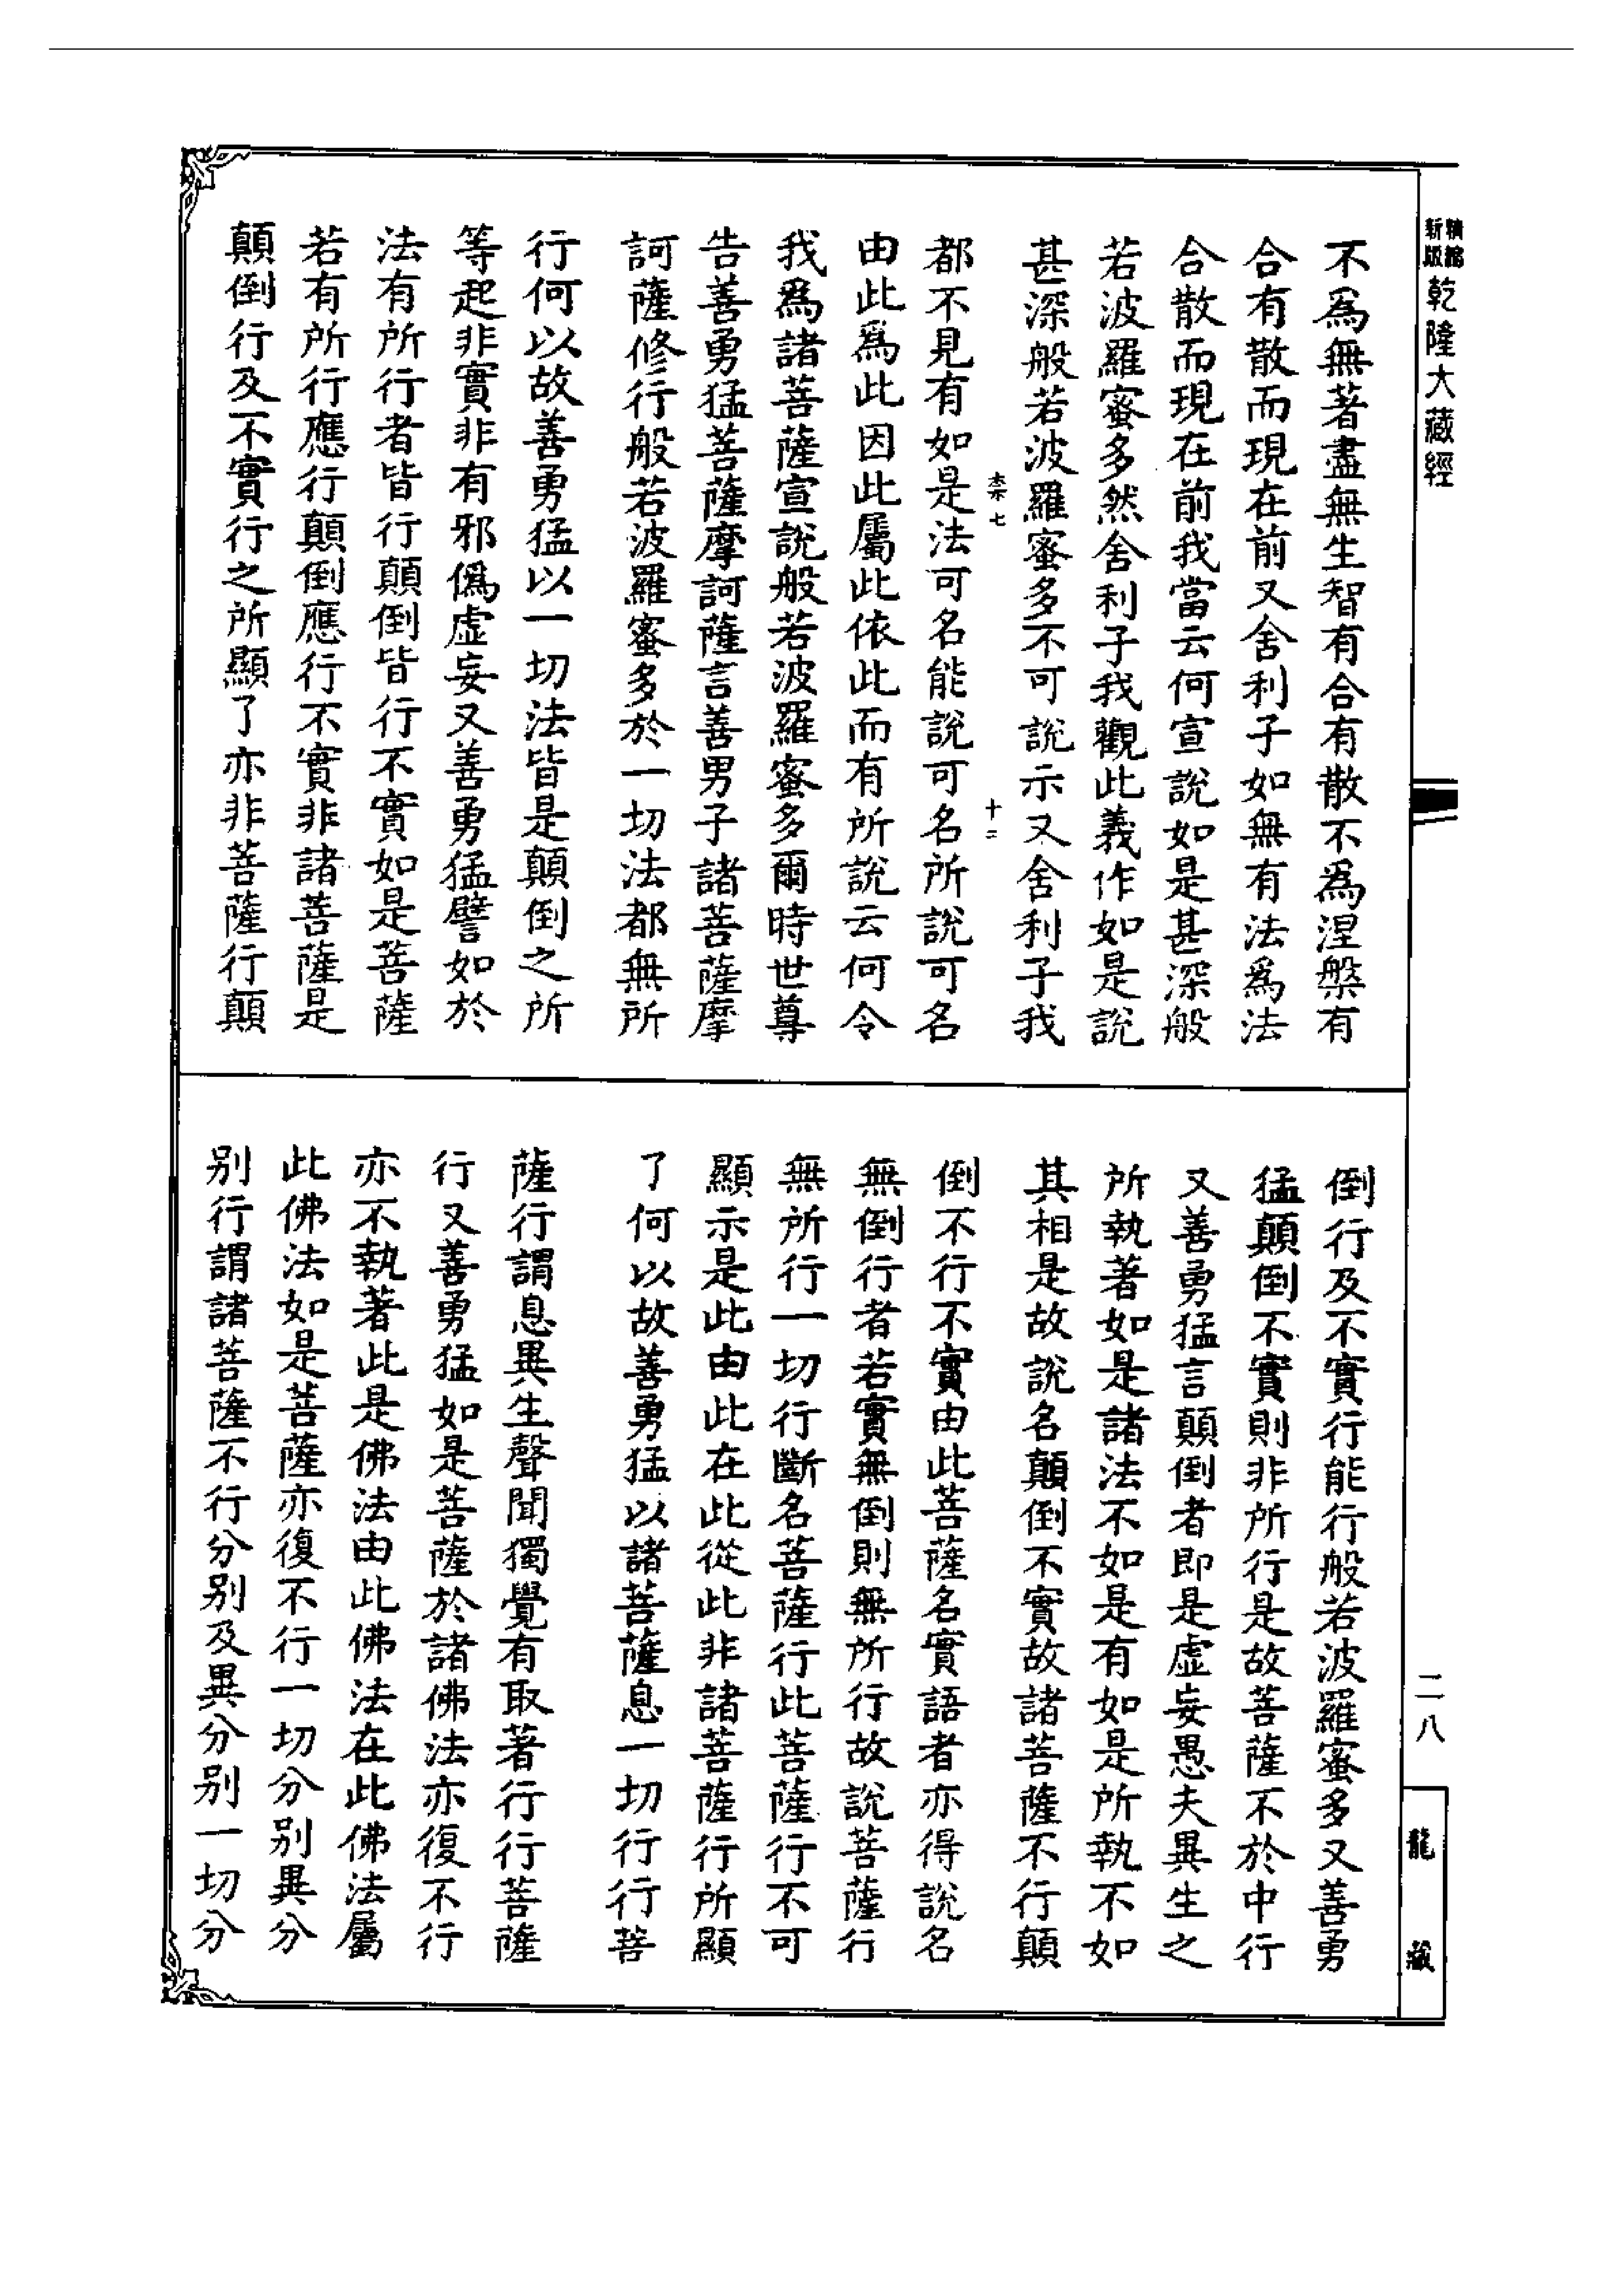 新版
精縮
乾隆大藏經
不爲無著盡無生智有合有散不爲涅槃有
合有散而現在前又舍利子如無有法爲法
合散而現在前我當云何宣說如是甚深般
若波羅蜜多然舍利子我觀此義作如是說
甚深般若波羅蜜多不可說示又舍利子我
柰七
十二
都不見有如是法可名能說可名所說可名
由此爲此因此屬此依此而有所說云何令
我爲諸菩薩宣說般若波羅蜜多爾時世尊
告善勇猛菩薩摩訶薩言善男子諸菩薩摩
訶薩修行般若波羅蜜多於一切法都無所
行何以故善勇猛以一切法皆是顛倒之所
等起非實非有邪僞虛妄又善勇猛譬如於
法有所行者皆行顛倒皆行不實如是菩薩
若有所行應行顛倒應行不實非諸菩薩是
顛倒行及不實行之所顯了亦非菩薩行顛
倒行及不實行能行般若波羅蜜多又善勇
猛顛倒不實則非所行是故菩薩不於中行
又善勇猛言顛倒者即是虛妄愚夫異生之
所執著如是諸法不如是有如是所執不如
其相是故說名顛倒不實故諸菩薩不行顛
倒不行不實由此菩薩名實語者亦得說名
無倒行者若實無倒則無所行故說菩薩行
無所行一切行斷名菩薩行此菩薩行不可
顯示是此由此在此從此非諸菩薩行所顯
了何以故善勇猛以諸菩薩息一切行行菩
薩行謂息異生聲聞獨覺有取著行行菩薩
行又善勇猛如是菩薩於諸佛法亦復不行
亦不執著此是佛法由此佛法在此佛法屬
此佛法如是菩薩亦復不行一切分別異分
別行謂諸菩薩不行分別及異分別一切分
二八
龍藏